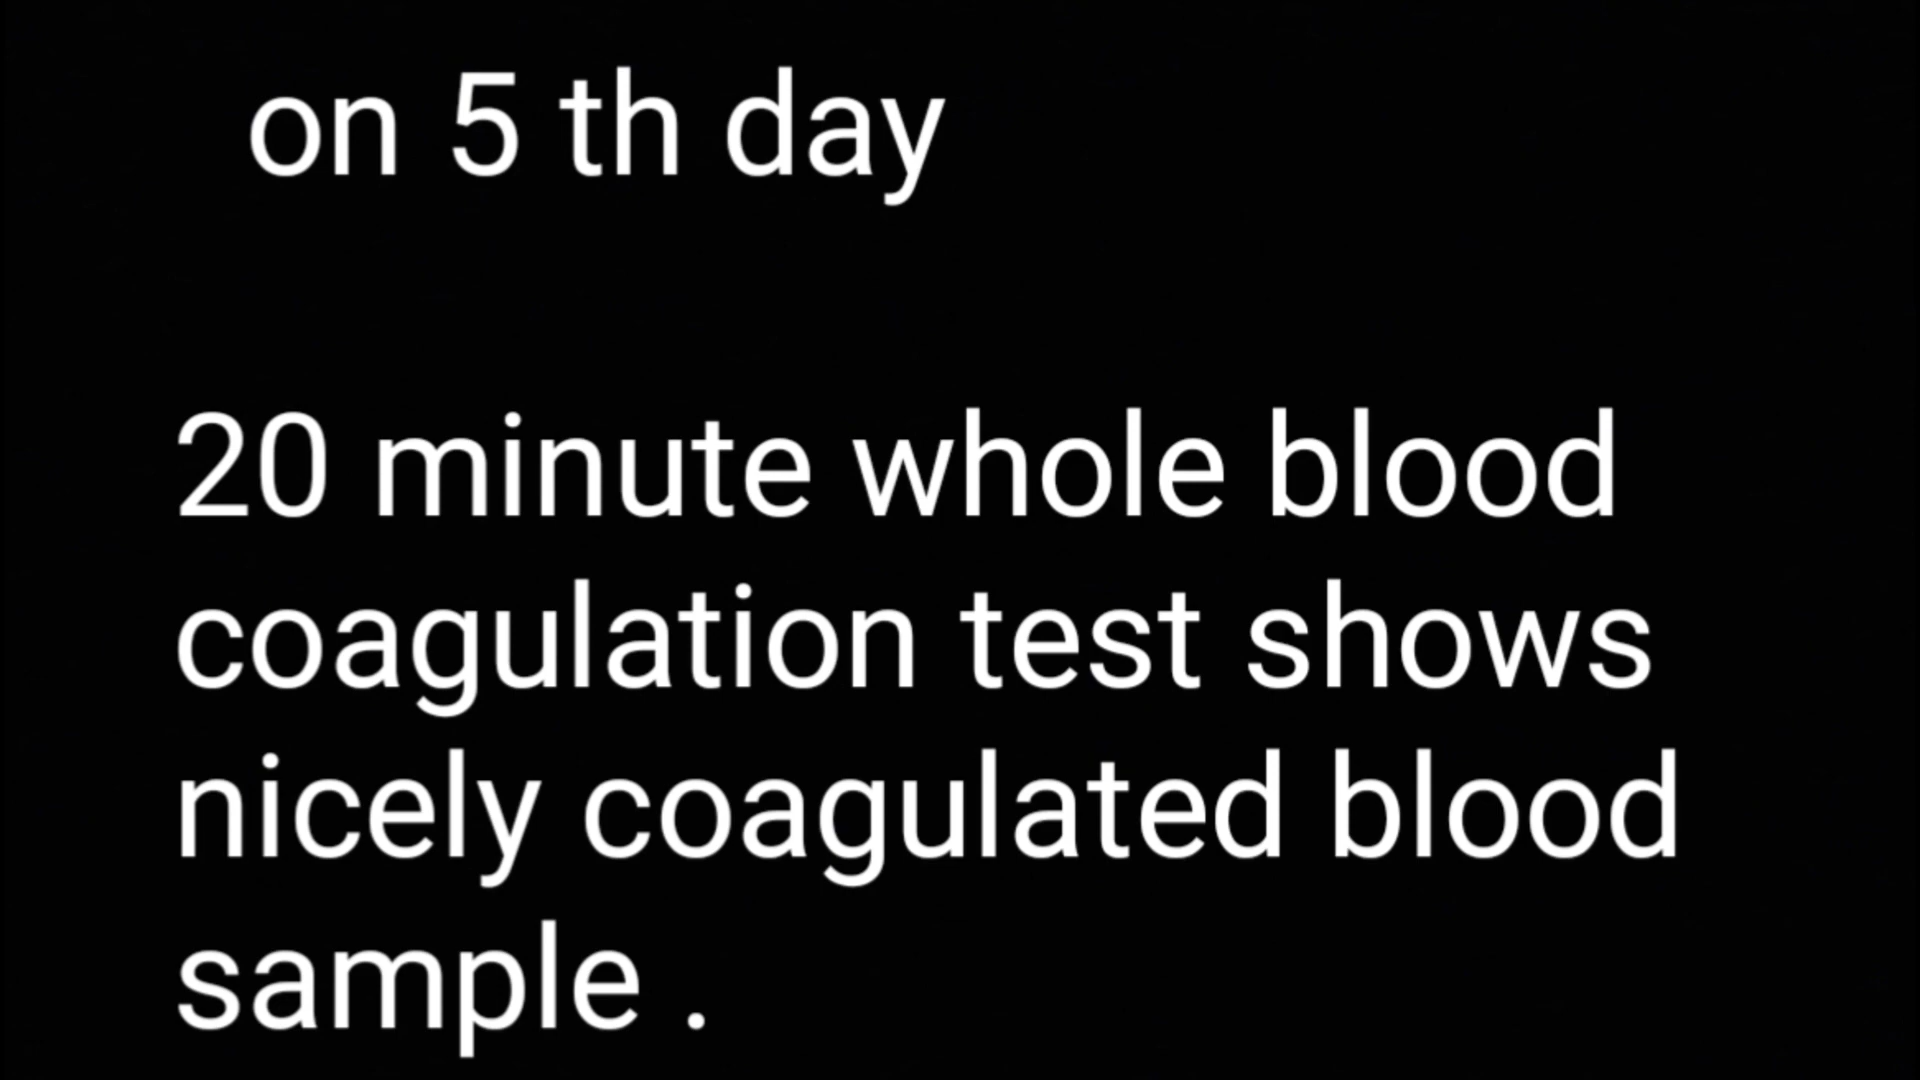 on 5 th day
20 minute whole blood
coagulation test shows
nicely coagulated blood
sample .